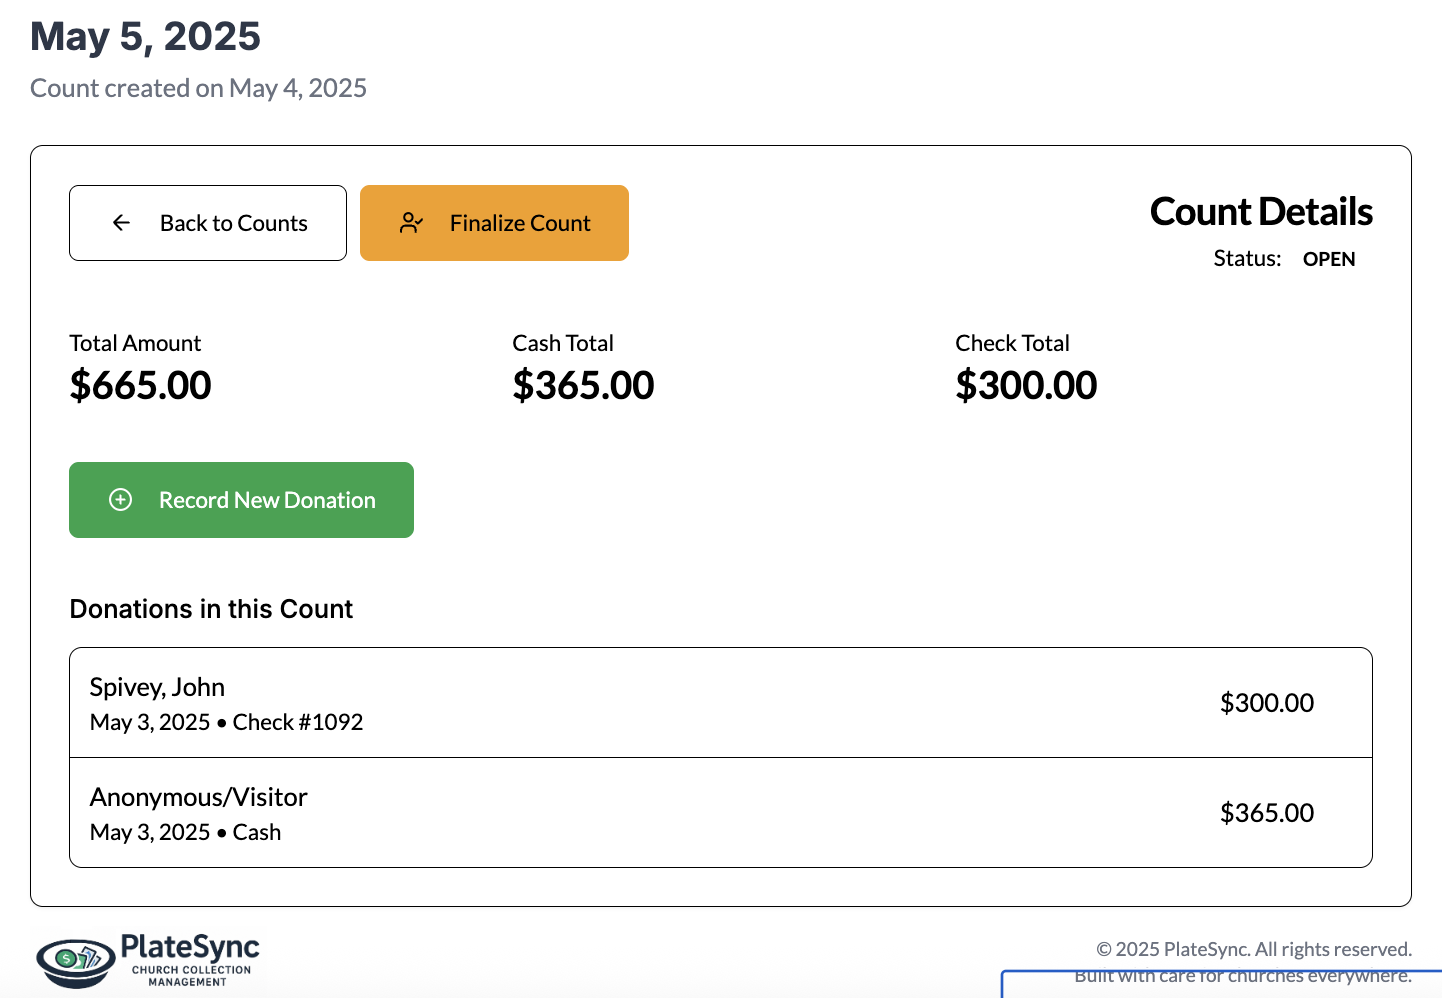 May 5, 2025
Count created on May 4, 2025
Back to Counts
Finalize Count
Count Details
Status: OPEN
Total Amount
$665.00
Cash Total
$365.00
Check Total
$300.00
Record New Donation
Donations in this Count
Spivey, John
May 3, 2025 • Check #1092
$300.00
Anonymous/Visitor
May 3, 2025 • Cash
$365.00
$
PlateSync
CHURCH COLLECTION
MANAGEMENT
© 2025 PlateSync. All rights reserved.
Built with care for churches everywhere.